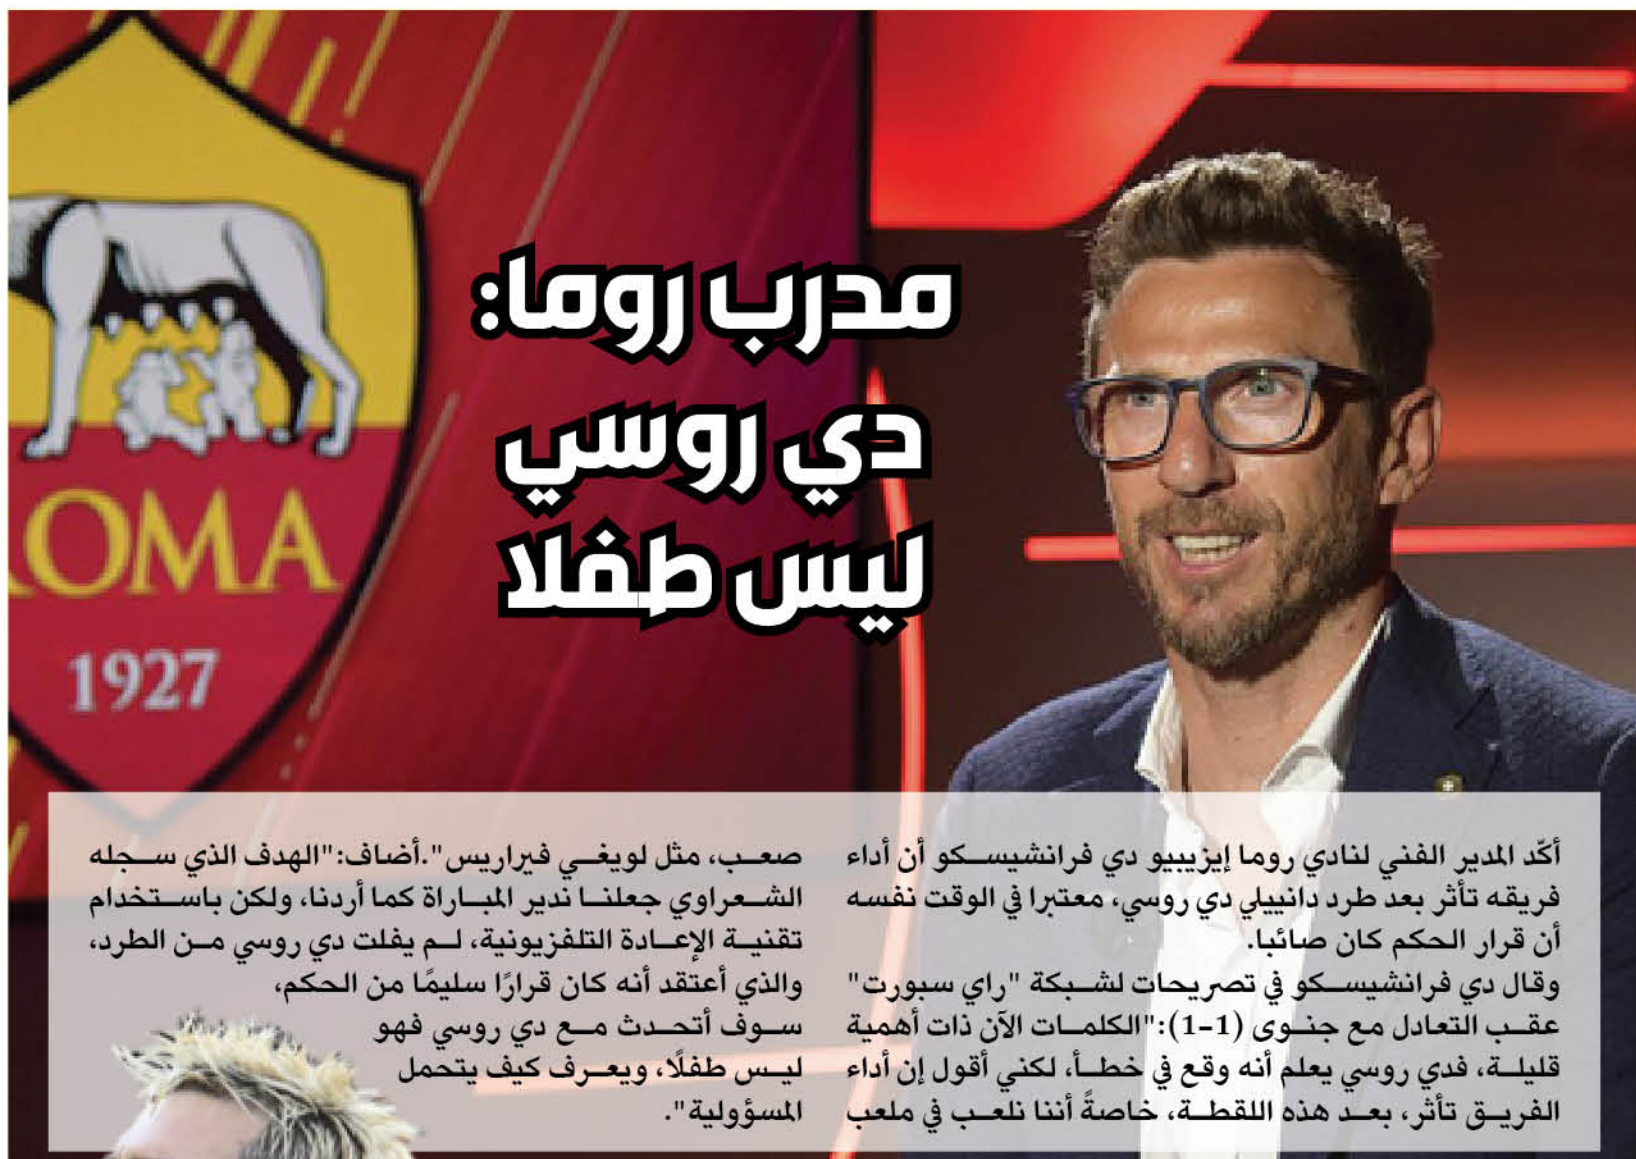 مدرب روما:
دي روسي
ليس طفلا
ROMA
1927
أكّد المدير الفني لنادي روما إيزيبيو دي فرانشيسكو أن أداء
فريقه تأثر بعد طرد دانييلي دي روسي، معتبرا في الوقت نفسه
أن قرار الحكم كان صائبا.
وقال دي فرانشيسكو في تصريحات لشبكة "راي سبورت"
عقب التعادل مع جنوى (1-1):"الكلمات الآن ذات أهمية
قليلة، فدي روسي يعلم أنه وقع في خطأ، لكني أقول إن أداء
الفريق تأثر، بعد هذه اللقطة، خاصةً أننا نلعب في ملعب
صعب، مثل لويغي فيراريس".أضاف:"الهدف الذي سجله
الشعراوي جعلنا ندير المباراة كما أردنا، ولكن باستخدام
تقنية الإعادة التلفزيونية، لم يفلت دي روسي من الطرد،
والذي أعتقد أنه كان قرارًا سليمًا من الحكم،
سوف أتحدث مع دي روسي فهو
ليس طفلًا، ويعرف كيف يتحمل
المسؤولية".